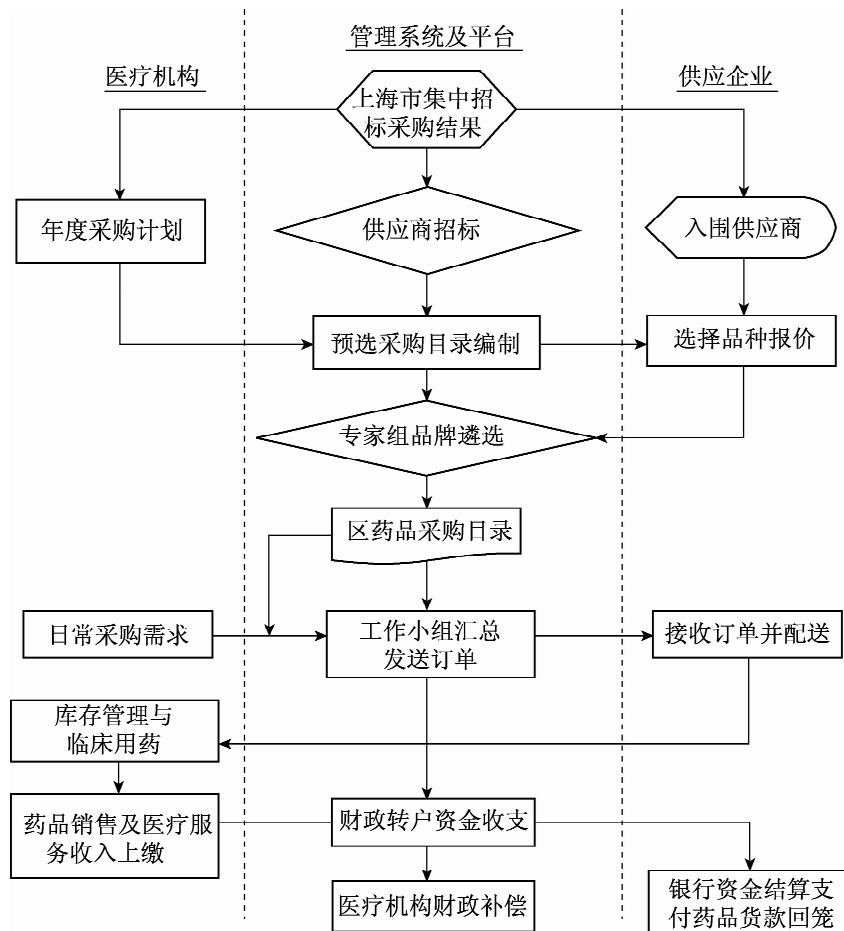 管理系统及平台
医疗机构
供应企业
上海市集中招
标采购结果
年度采购计划
供应商招标
入围供应商
预选采购目录编制
选择品种报价
专家组品牌遴选
区药品采购目录
日常采购需求
工作小组汇总
发送订单
接收订单并配送
库存管理与
临床用药
药品销售及医疗服
务收入上缴
财政转户资金收支
医疗机构财政补偿
银行资金结算支
付药品货款回笼